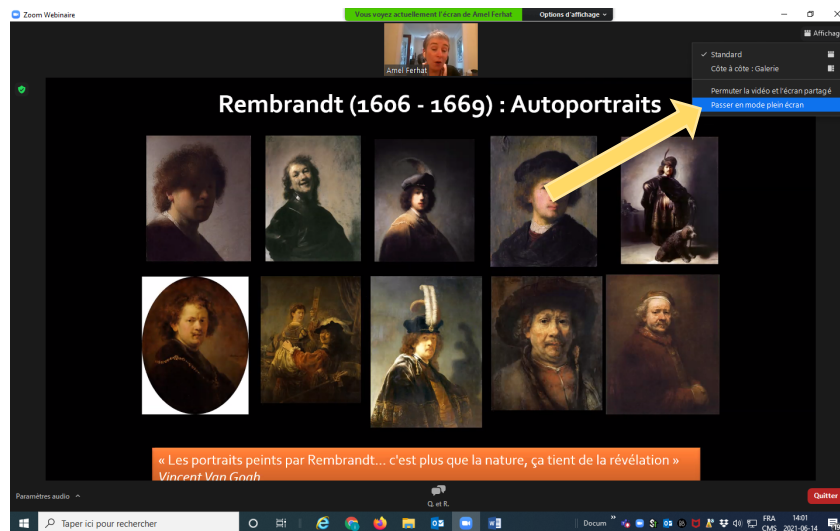 Zoom Webinaire
Vous voyez actuellement l'écran de Amel Ferhat
Options d'affichage
Affichag
Amel Ferhat
Standard
Côte à côte : Galerie
Permuter la vidéo et l'écran partagé
Passer en mode plein écran
Rembrandt (1606 - 1669) : Autoportraits
« Les portraits peints par Rembrandt... c'est plus que la nature, ça tient de la révélation »
Vincent Van Gogh
Paramètres audio
Q. et R.
Quitter
Taper ici pour rechercher
Docum
FRA
CMS
14:01
2021-06-14